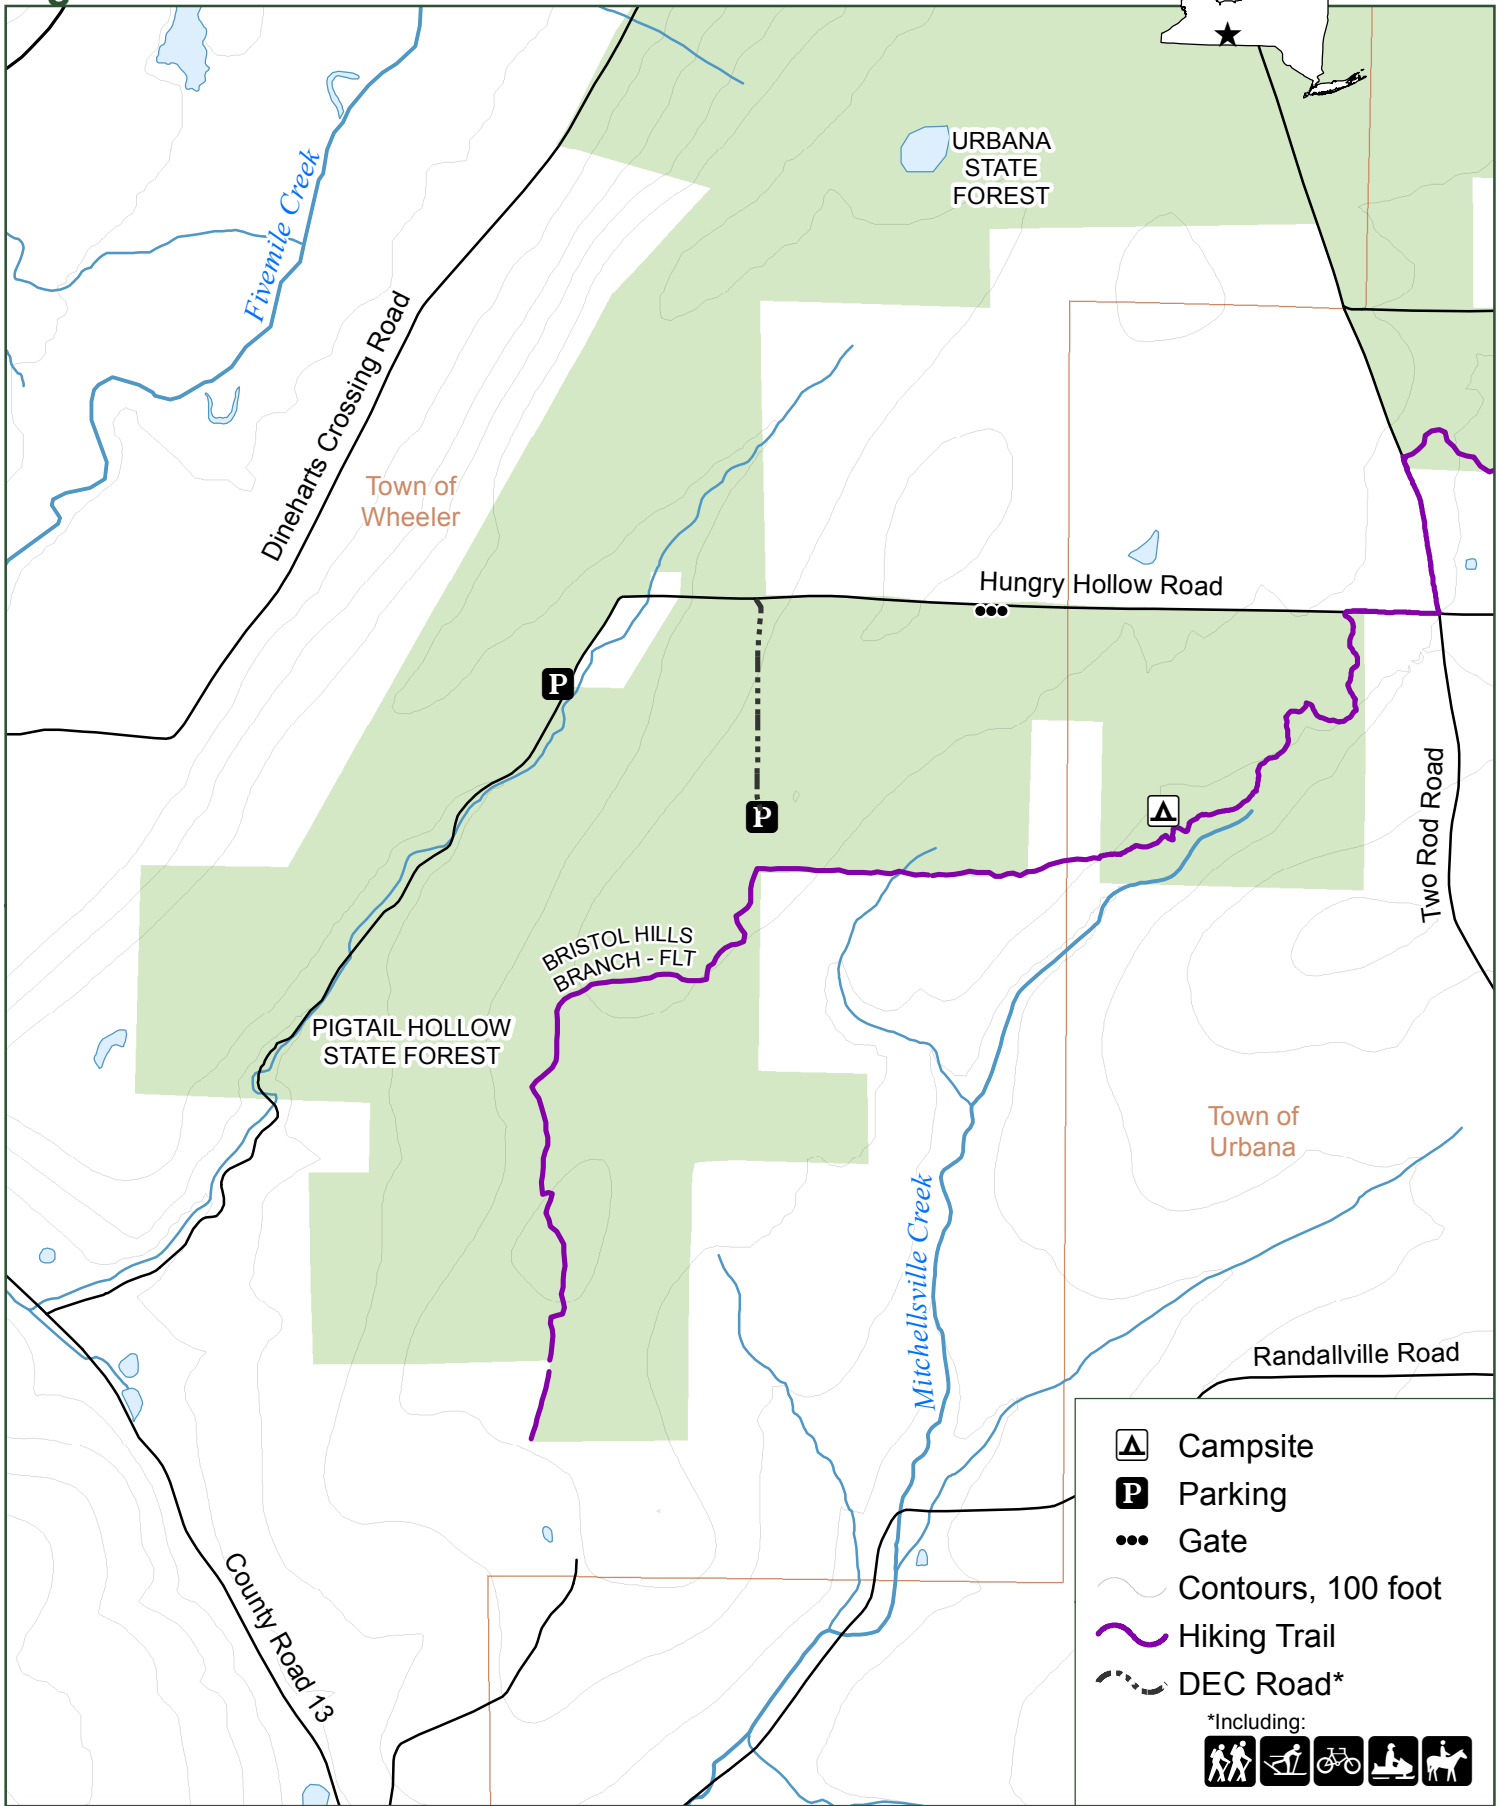 URBANA
STATE
FOREST
Fivemile Creek
Dineharts Crossing Road
Town of
Wheeler
Hungry Hollow Road
P
P
Two Rod Road
BRISTOL HILLS
BRANCH - FLT
PIGTAIL HOLLOW
STATE FOREST
Town of
Urbana
Mitchellsville Creek
Randallville Road
County Road 13
Campsite
P Parking
Gate
Contours, 100 foot
Hiking Trail
DEC Road*
*Including: